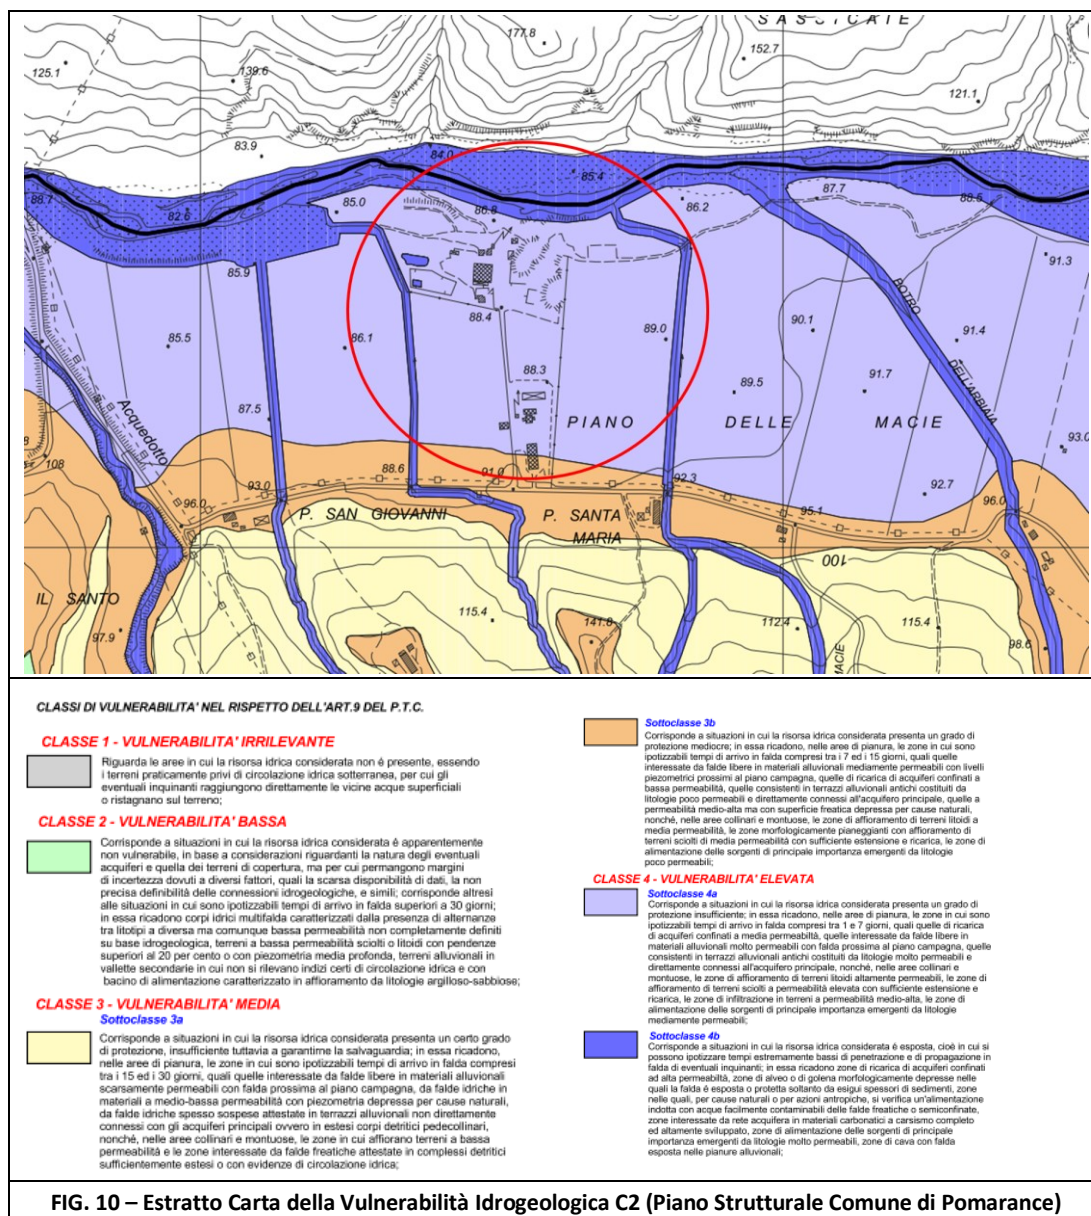 SASSICAIE
177.8
152.7
125.1
139.6
121.1
83.9
84.0
85.4
88.7
82.6
85.0
86.8
86.2
87.7
88.6
85.9
91.3
BOTRO
88.4
85.5
86.1
89.0
90.1
91.4
DELL'ARBIAIA
88.3
89.5
91.7
Acquedotto
87.5
PIANO DELLE MACIE
93.0
108
88.6
91.0
93.0
92.3
92.7
96.0
96.0
P. SAN GIOVANNI
P. SANTA
MARIA
95.1
100
IL SANTO
97.9
115.4
141.8
112.4
115.4
98.6
MACIE
CLASSI DI VULNERABILITA' NEL RISPETTO DELL'ART.9 DEL P.T.C.
CLASSE 1 - VULNERABILITA' IRRILEVANTE
Riguarda le aree in cui la risorsa idrica considerata non è presente, essendo
i terreni praticamente privi di circolazione idrica sotterranea, per cui gli
eventuali inquinanti raggiungono direttamente le vicine acque superficiali
o ristagnano sul terreno;
CLASSE 2 - VULNERABILITA' BASSA
Corrisponde a situazioni in cui la risorsa idrica considerata è apparentemente
non vulnerabile, in base a considerazioni riguardanti la natura degli eventuali
acquiferi e quella dei terreni di copertura, ma per cui permangono margini
di incertezza dovuti a diversi fattori, quali la scarsa disponibilità di dati, la non
precisa definibilità delle connessioni idrogeologiche, e simili; corrisponde altresì
alle situazioni in cui sono ipotizzabili tempi di arrivo in falda superiori a 30 giorni;
in essa ricadono corpi idrici multifalda caratterizzati dalla presenza di alternanze
tra litotipi a diversa ma comunque bassa permeabilità non completamente definiti
su base idrogeologica, terreni a bassa permeabilità sciolti o litoidi con pendenze
superiori al 20 per cento o con piezometria media profonda, terreni alluvionali in
vallette secondarie in cui non si rilevano indizi certi di circolazione idrica e con
bacino di alimentazione caratterizzato in affioramento da litologie argilloso-sabbiose;
CLASSE 3 - VULNERABILITA' MEDIA
Sottoclasse 3a
Corrisponde a situazioni in cui la risorsa idrica considerata presenta un certo grado
di protezione, insufficiente tuttavia a garantirne la salvaguardia; in essa ricadono,
nelle aree di pianura, le zone in cui sono ipotizzabili tempi di arrivo in falda compresi
tra i 15 ed i 30 giorni, quali quelle interessate da falde libere in materiali alluvionali
scarsamente permeabili con falda prossima al piano campagna, da falde idriche in
materiali a medio-bassa permeabilità con piezometria depressa per cause naturali,
da falde idriche spesso sospese attestate in terrazzi alluvionali non direttamente
connessi con gli acquiferi principali ovvero in estesi corpi detritici pedecollinari,
nonché, nelle aree collinari e montuose, le zone in cui affiorano terreni a bassa
permeabilità e le zone interessate da falde freatiche attestate in complessi detritici
sufficientemente estesi o con evidenze di circolazione idrica;
Sottoclasse 3b
Corrisponde a situazioni in cui la risorsa idrica considerata presenta un grado di
protezione mediocre; in essa ricadono, nelle aree di pianura, le zone in cui sono
ipotizzabili tempi di arrivo in falda compresi tra i 7 ed i 15 giorni, quali quelle
interessate da falde libere in materiali alluvionali mediamente permeabili con livelli
piezometrici prossimi al piano campagna, quelle di ricarica di acquiferi confinati a
bassa permeabilità, quelle consistenti in terrazzi alluvionali antichi costituiti da
litologie poco permeabili e direttamente connessi all'acquifero principale, quelle a
permeabilità medio-alta ma con superficie freatica depressa per cause naturali,
nonché, nelle aree collinari e montuose, le zone di affioramento di terreni litoidi a
media permeabilità, le zone morfologicamente pianeggianti con affioramento di
terreni sciolti di media permeabilità con sufficiente estensione e ricarica, le zone di
alimentazione delle sorgenti di principale importanza emergenti da litologie
poco permeabili;
CLASSE 4 - VULNERABILITA' ELEVATA
Sottoclasse 4a
Corrisponde a situazioni in cui la risorsa idrica considerata presenta un grado di
protezione insufficiente; in essa ricadono, nelle aree di pianura, le zone in cui sono
ipotizzabili tempi di arrivo in falda compresi tra 1 e 7 giorni, quali quelle di ricarica
di acquiferi confinati a media permeabiltà, quelle interessate da falde libere in
materiali alluvionali molto permeabili con falda prossima al piano campagna, quelle
consistenti in terrazzi alluvionali antichi costituiti da litologie molto permeabili e
direttamente connessi all'acquifero principale, nonché, nelle aree collinari e
montuose, le zone di affioramento di terreni litoidi altamente permeabili, le zone di
affioramento di terreni sciolti a permeabilità elevata con sufficiente estensione e
ricarica, le zone di infiltrazione in terreni a permeabilità medio-alta, le zone di
alimentazione delle sorgenti di principale importanza emergenti da litologie
mediamente permeabili;
Sottoclasse 4b
Corrisponde a situazioni in cui la risorsa idrica considerata è esposta, cioè in cui si
possono ipotizzare tempi estremamente bassi di penetrazione e di propagazione in
falda di eventuali inquinanti; in essa ricadono zone di ricarica di acquiferi confinati
ad alta permeabilità, zone di alveo o di golena morfologicamente depresse nelle
quali la falda è esposta o protetta soltanto da esigui spessori di sedimenti, zone
nelle quali, per cause naturali o per azioni antropiche, si verifica un'alimentazione
indotta con acque facilmente contaminabili delle falde freatiche o semiconfinate,
zone interessate da rete acquifera in materiali carbonatici a carsismo completo
ed altamente sviluppato, zone di alimentazione delle sorgenti di principale
importanza emergenti da litologie molto permeabili, zone di cava con falda
esposta nelle pianure alluvionali;
FIG. 10 – Estratto Carta della Vulnerabilità Idrogeologica C2 (Piano Strutturale Comune di Pomarance)